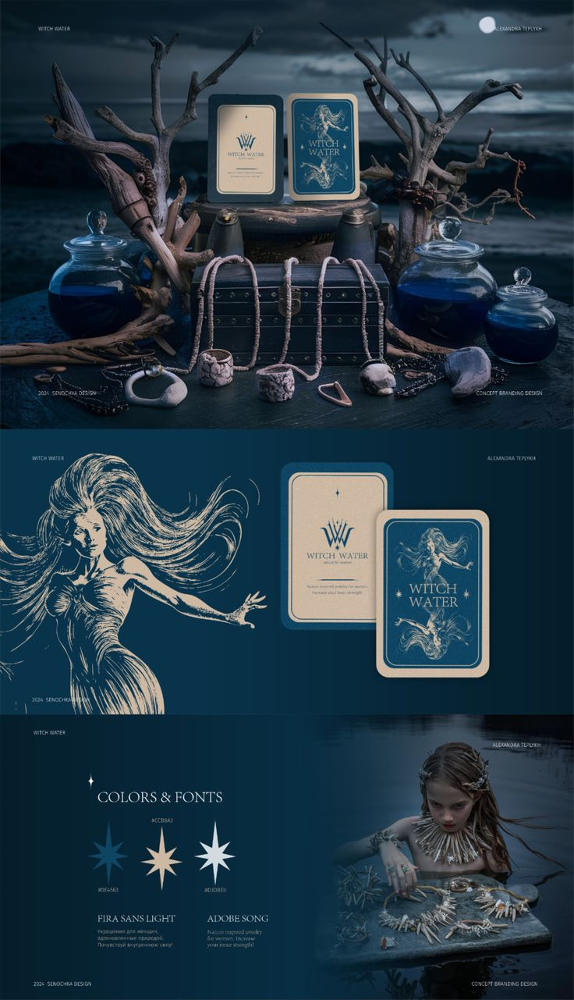 WITCH WATER
ALEXANDRA TEPLYKH
WITCH WATER
WITCH
WATER
2024 SENOCHKA DESIGN
CONCEPT BRANDING DESIGN
WITCH WATER
ALEXANDRA TEPLYKH
WITCH WATER
nature for women
Nature inspired jewelry for women.
Increase your inner strength!
WITCH
WATER
2024 SENOCHKA DESIGN
WITCH WATER
ALEXANDRA TEPLYKH
COLORS & FONTS
#CCB8A3
#0E4563
#D3DBE0
FIRA SANS LIGHT
Украшения для женщин,
вдохновленные природой.
Почувствуй внутреннюю силу!
ADOBE SONG
Nature inspired jewelry
for women. Increase
your inner strength!
2024 SENOCHKA DESIGN
CONCEPT BRANDING DESIGN